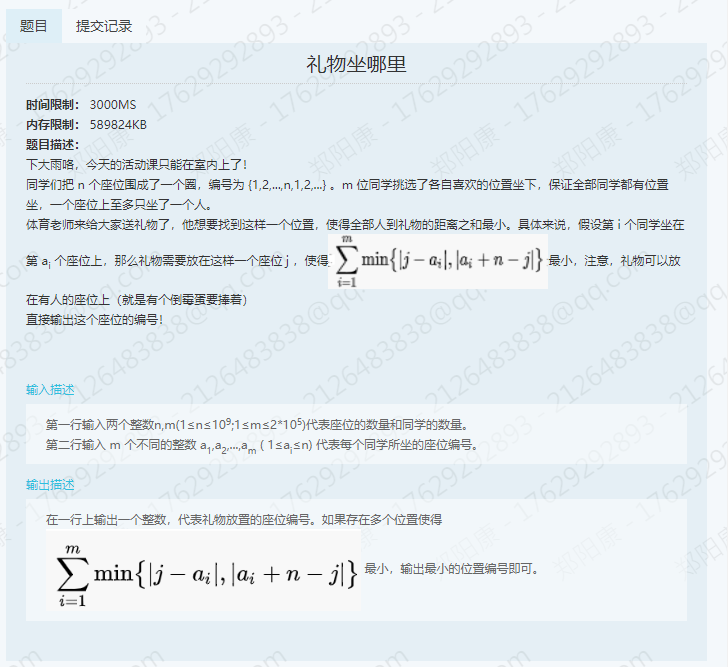 题目 提交记录
礼物坐哪里
时间限制： 3000MS
内存限制： 589824KB
题目描述：
下大雨咯，今天的活动课只能在室内上了！
同学们把 n 个座位围成了一个圈，编号为 {1,2,...,n,1,2,...} 。m 位同学挑选了各自喜欢的位置坐下，保证全部同学都有位置
坐，一个座位上至多只坐了一个人。
体育老师来给大家送礼物了，他想要找到这样一个位置，使得全部人到礼物的距离之和最小。具体来说，假设第 i 个同学坐在
第 a_i 个座位上，那么礼物需要放在这样一个座位 j ，使得 \sum_{i=1}^{m} min{|j − a_i|, |a_i + n − j|} 最小，注意，礼物可以放
在有人的座位上（就是有个倒霉蛋要捧着）
直接输出这个座位的编号！
输入描述
第一行输入两个整数n,m(1≤n≤10^9;1≤m≤2*10^5)代表座位的数量和同学的数量。
第二行输入 m 个不同的整数 a_1,a_2,...,a_m ( 1≤a_i≤n) 代表每个同学所坐的座位编号。
输出描述
在一行上输出一个整数，代表礼物放置的座位编号。如果存在多个位置使得
\sum_{i=1}^{m} min{|j − a_i|, |a_i + n − j|} 最小，输出最小的位置编号即可。
郑阳康 - 17629292893 - 2126483838@qq.com